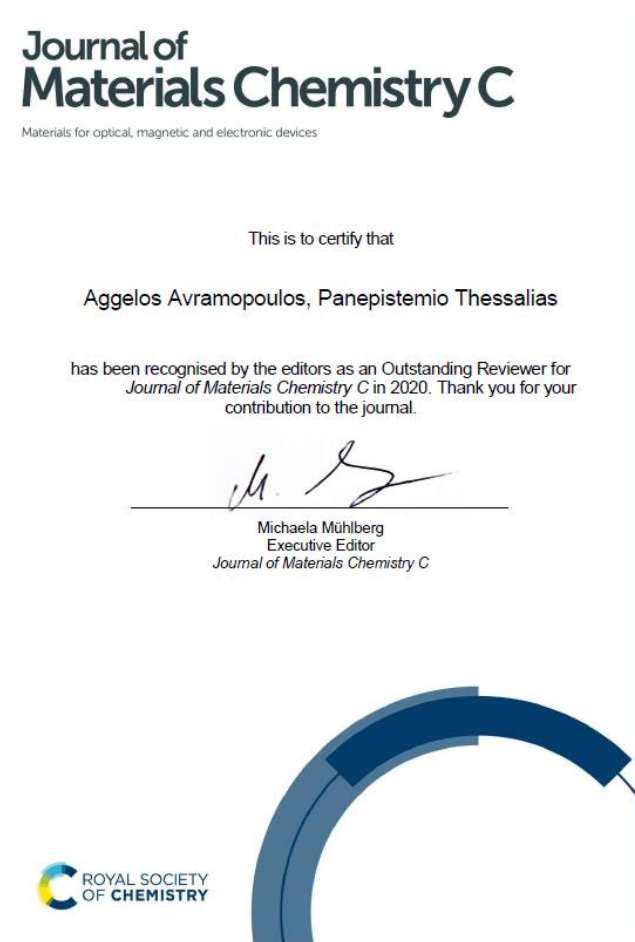 Journal of
Materials Chemistry C
Materials for optical, magnetic and electronic devices
This is to certify that
Aggelos Avramopoulos, Panepistemio Thessalias
has been recognised by the editors as an Outstanding Reviewer for
Journal of Materials Chemistry C in 2020. Thank you for your
contribution to the journal.
Michaela Mühlberg
Executive Editor
Journal of Materials Chemistry C
ROYAL SOCIETY
OF CHEMISTRY